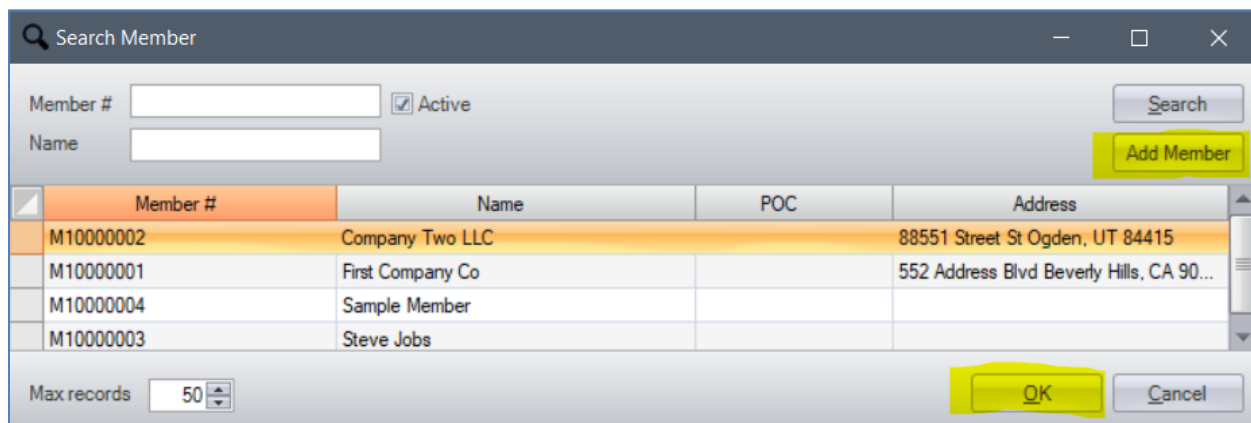 Search Member
Member # Active Search
Name Add Member
Member # Name POC Address
M10000002 Company Two LLC 88551 Street St Ogden, UT 84415
M10000001 First Company Co 552 Address Blvd Beverly Hills, CA 90...
M10000004 Sample Member
M10000003 Steve Jobs
Max records 50 OK Cancel